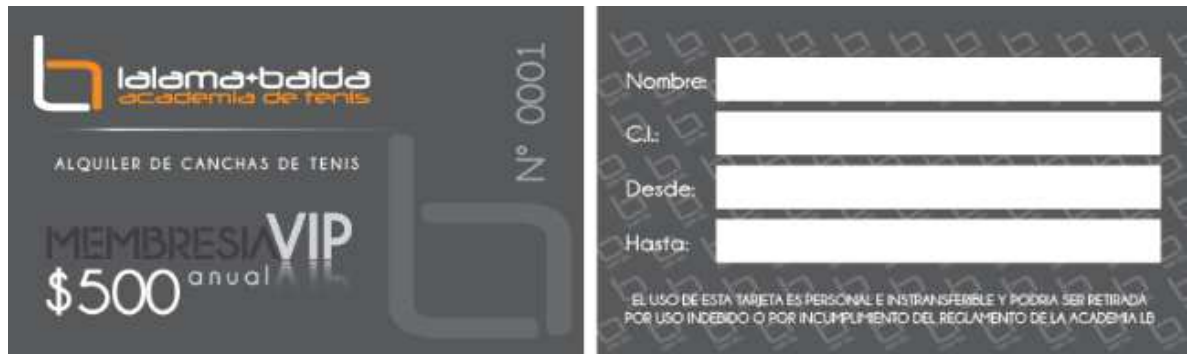 lalama+balda
academia de tenis
ALQUILER DE CANCHAS DE TENIS
MEMBRESIA VIP
$500 anual
N° 0001
Nombre:
C.I.:
Desde:
Hasta:
EL USO DE ESTA TARJETA ES PERSONAL E INSTRANSFERIBLE Y PODRIA SER RETIRADA
POR USO INDEBIDO O POR INCUMPLIMIENTO DEL REGLAMENTO DE LA ACADEMIA LB